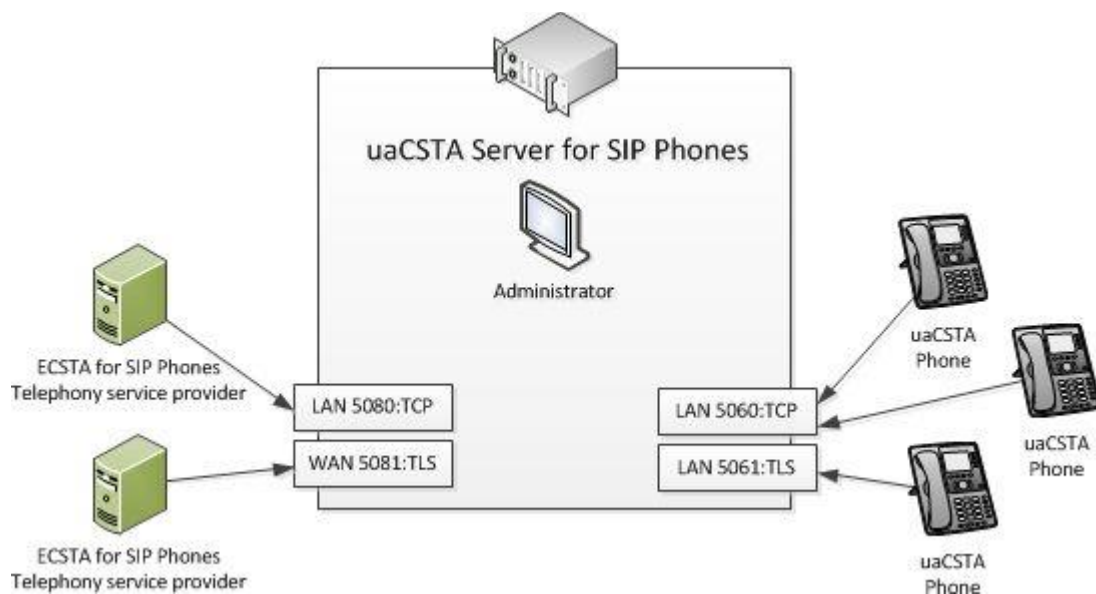 uaCSTA Server for SIP Phones
Administrator
ECSTA for SIP Phones
Telephony service provider
LAN 5080:TCP
WAN 5081:TLS
ECSTA for SIP Phones
Telephony service provider
LAN 5060:TCP
LAN 5061:TLS
uaCSTA
Phone
uaCSTA
Phone
uaCSTA
Phone